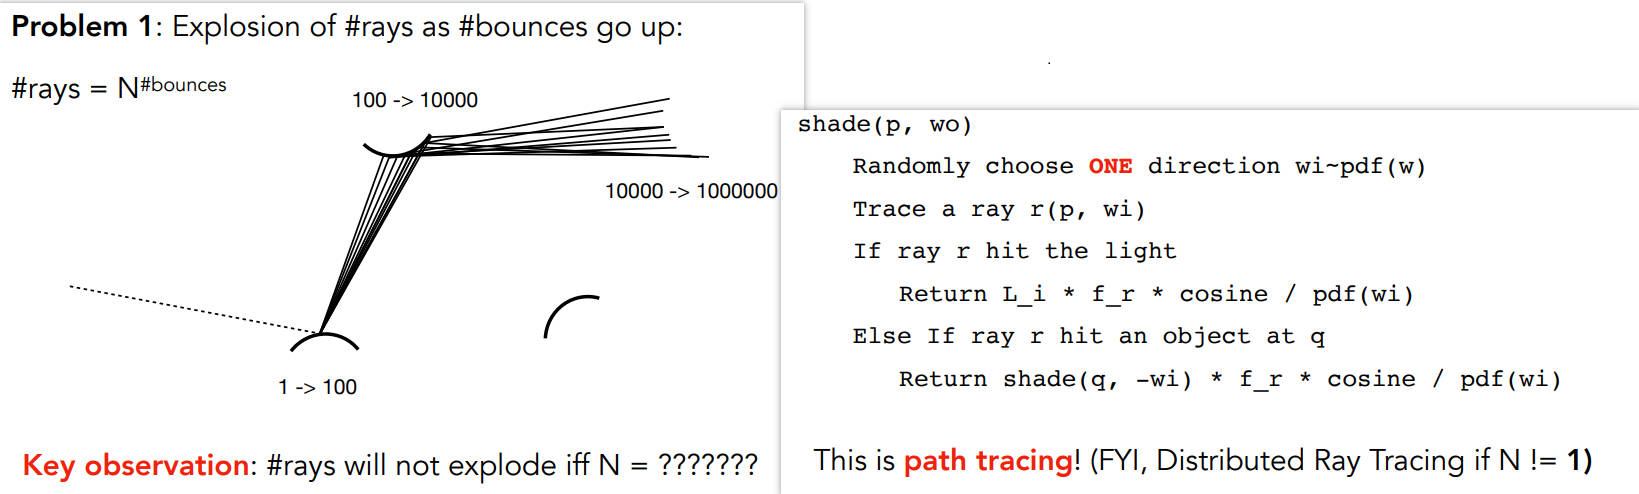 Problem 1: Explosion of #rays as #bounces go up:
#rays = N#bounces
100 -> 10000
10000 -> 1000000
1 -> 100
Key observation: #rays will not explode iff N = ???????
shade(p, wo)
Randomly choose ONE direction wi~pdf(w)
Trace a ray r(p, wi)
If ray r hit the light
Return L_i * f_r * cosine / pdf(wi)
Else If ray r hit an object at q
Return shade(q, -wi) * f_r * cosine / pdf(wi)
This is path tracing! (FYI, Distributed Ray Tracing if N != 1)